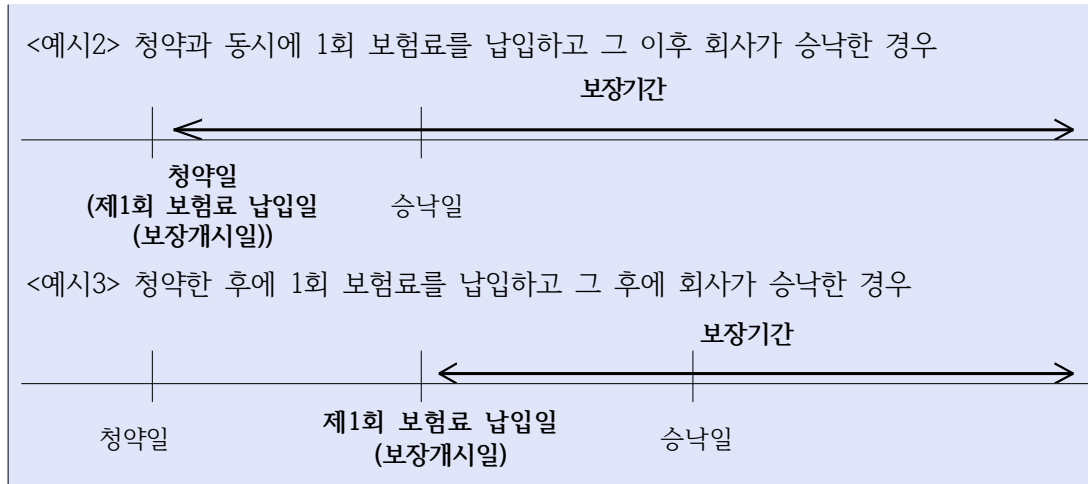 <예시2> 청약과 동시에 1회 보험료를 납입하고 그 이후 회사가 승낙한 경우
보장기간
청약일
(제1회 보험료 납입일
(보장개시일))
승낙일
<예시3> 청약한 후에 1회 보험료를 납입하고 그 후에 회사가 승낙한 경우
보장기간
청약일
제1회 보험료 납입일
(보장개시일)
승낙일